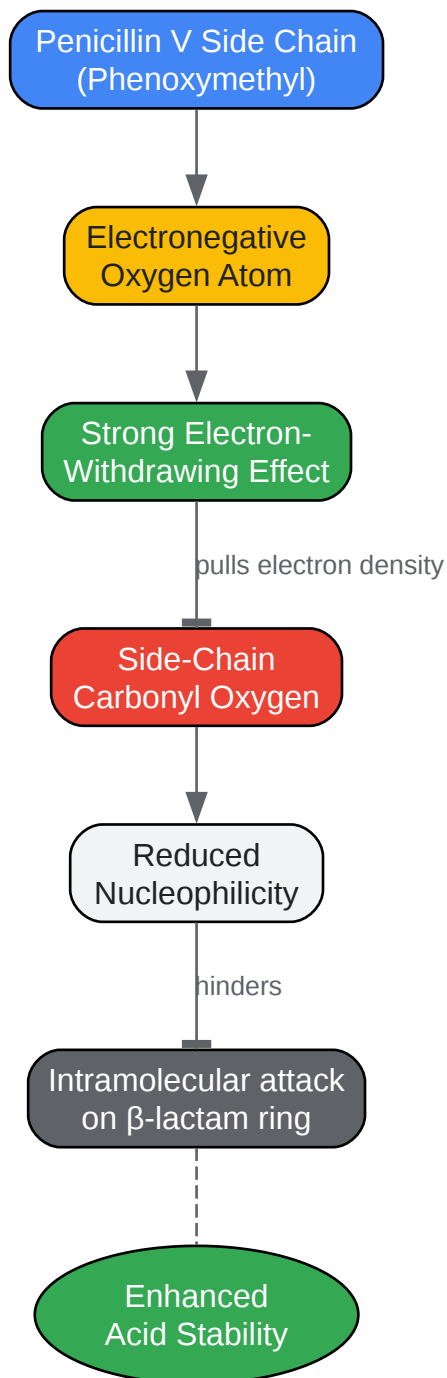 Penicillin V Side Chain
(Phenoxymethyl)
Electronegative
Oxygen Atom
Strong Electron-
Withdrawing Effect
pulls electron density
Side-Chain
Carbonyl Oxygen
Reduced
Nucleophilicity
hinders
Intramolecular attack
on β-lactam ring
Enhanced
Acid Stability